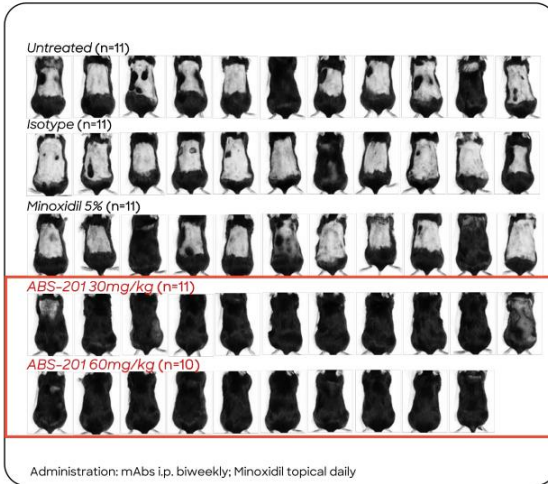 Untreated (n=11)
Isotype (n=11)
Minoxidil 5% (n=11)
ABS-201 30mg/kg (n=11)
ABS-201 60mg/kg (n=10)
Administration: mAbs i.p. biweekly; Minoxidil topical daily